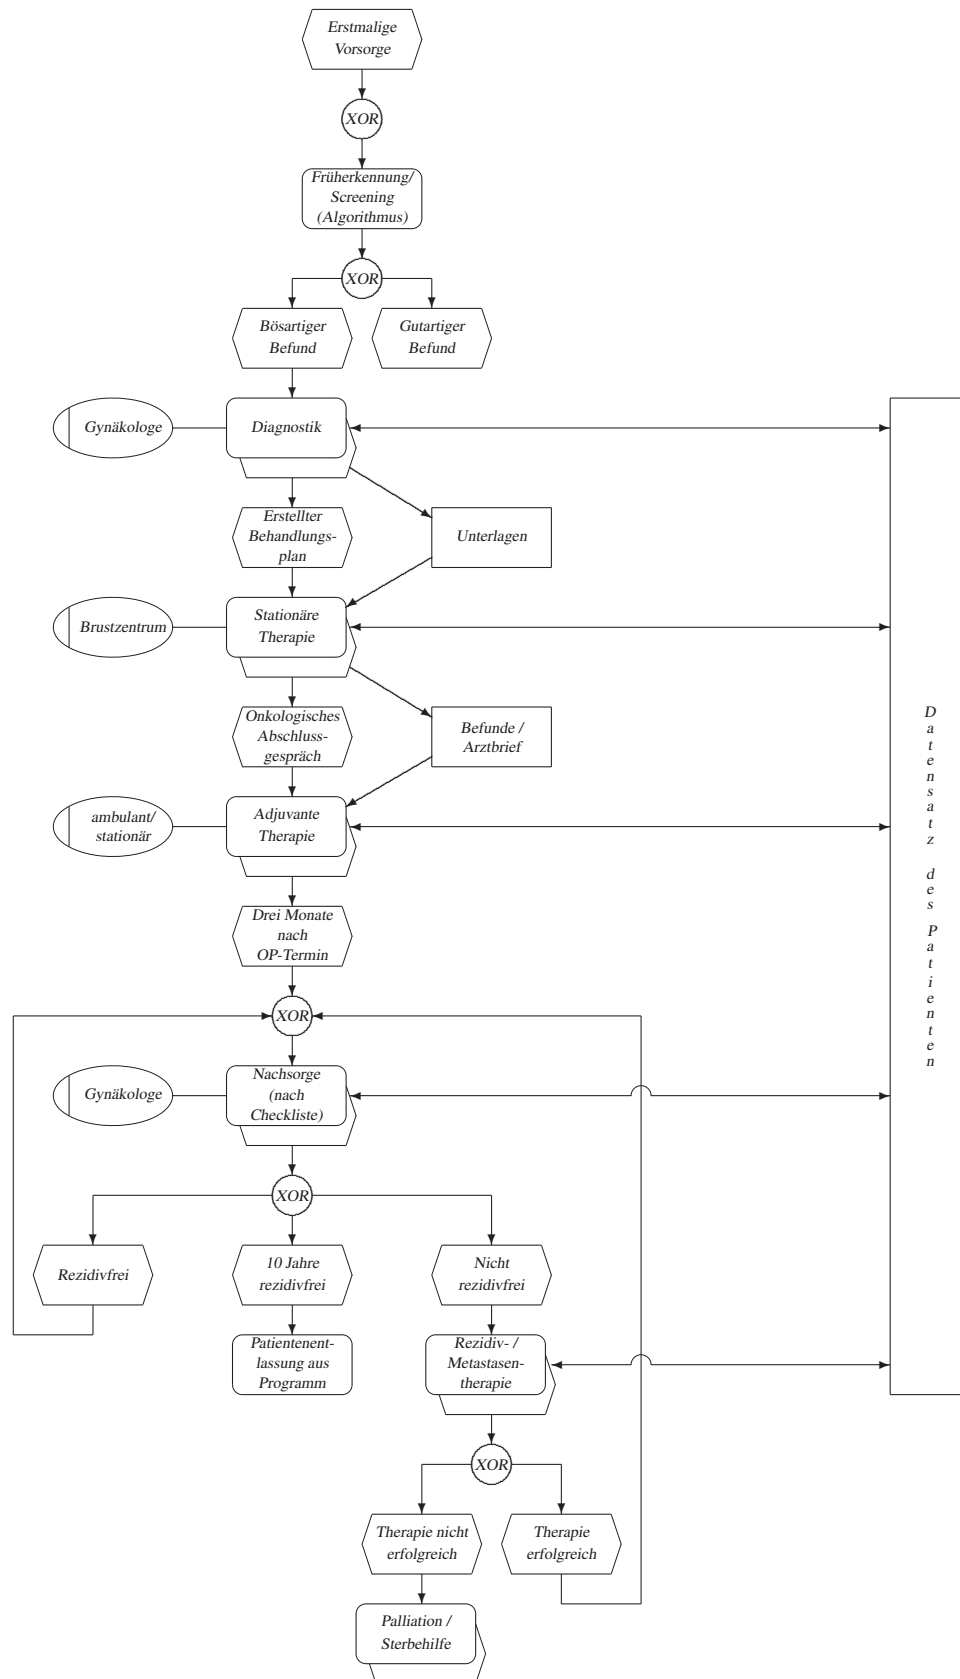 Erstmalige
Vorsorge
XOR
Früherkennung/
Screening
(Algorithmus)
XOR
Bösartiger
Befund
Gutartiger
Befund
Gynäkologe
Diagnostik
Erstellter
Behandlungs-
plan
Unterlagen
Brustzentrum
Stationäre
Therapie
Onkologisches
Abschluss-
gespräch
Befunde /
Arztbrief
ambulant/
stationär
Adjuvante
Therapie
Drei Monate
nach
OP-Termin
XOR
Gynäkologe
Nachsorge
(nach
Checkliste)
XOR
Rezidivfrei
10 Jahre
rezidivfrei
Nicht
rezidivfrei
Patientenent-
lassung aus
Programm
Rezidiv- /
Metastasen-
therapie
XOR
Therapie nicht
erfolgreich
Therapie
erfolgreich
Palliation /
Sterbehilfe
Datensatz des Patienten